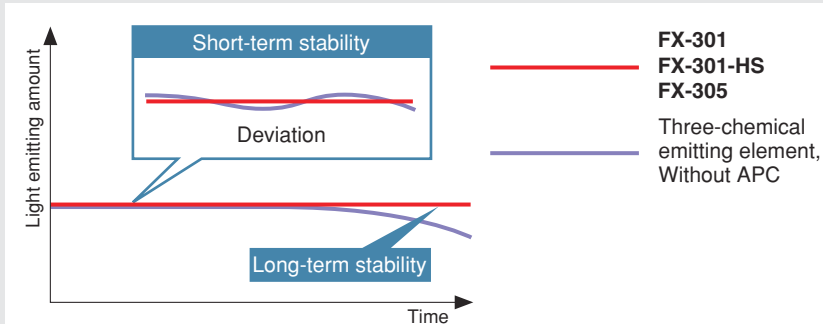 Short-term stability
Deviation
Light emitting amount
Long-term stability
Time
FX-301
FX-301-HS
FX-305
Three-chemical
emitting element,
Without APC